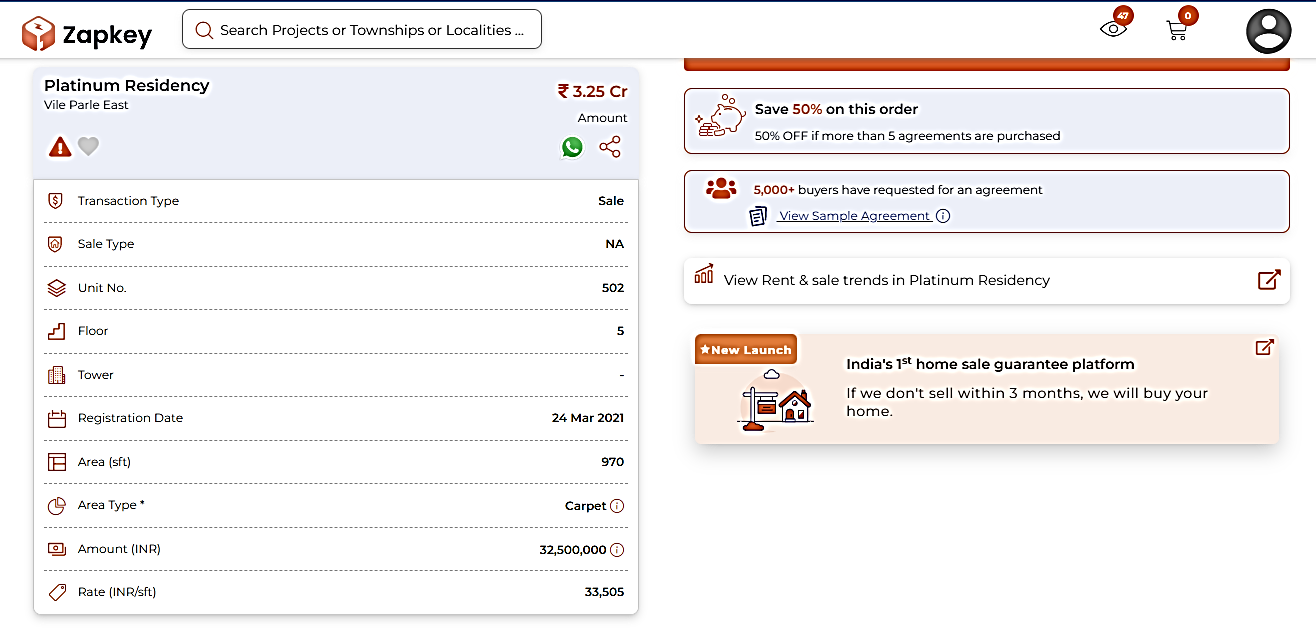 Zapkey
Search Projects or Townships or Localities ...
47
0
Platinum Residency
Vile Parle East
₹ 3.25 Cr
Amount
Transaction Type Sale
Sale Type NA
Unit No. 502
Floor 5
Tower -
Registration Date 24 Mar 2021
Area (sft) 970
Area Type * Carpet
Amount (INR) 32,500,000
Rate (INR/sft) 33,505
Save 50% on this order
50% OFF if more than 5 agreements are purchased
5,000+ buyers have requested for an agreement
View Sample Agreement
View Rent & sale trends in Platinum Residency
New Launch
India's 1st home sale guarantee platform
If we don't sell within 3 months, we will buy your
home.